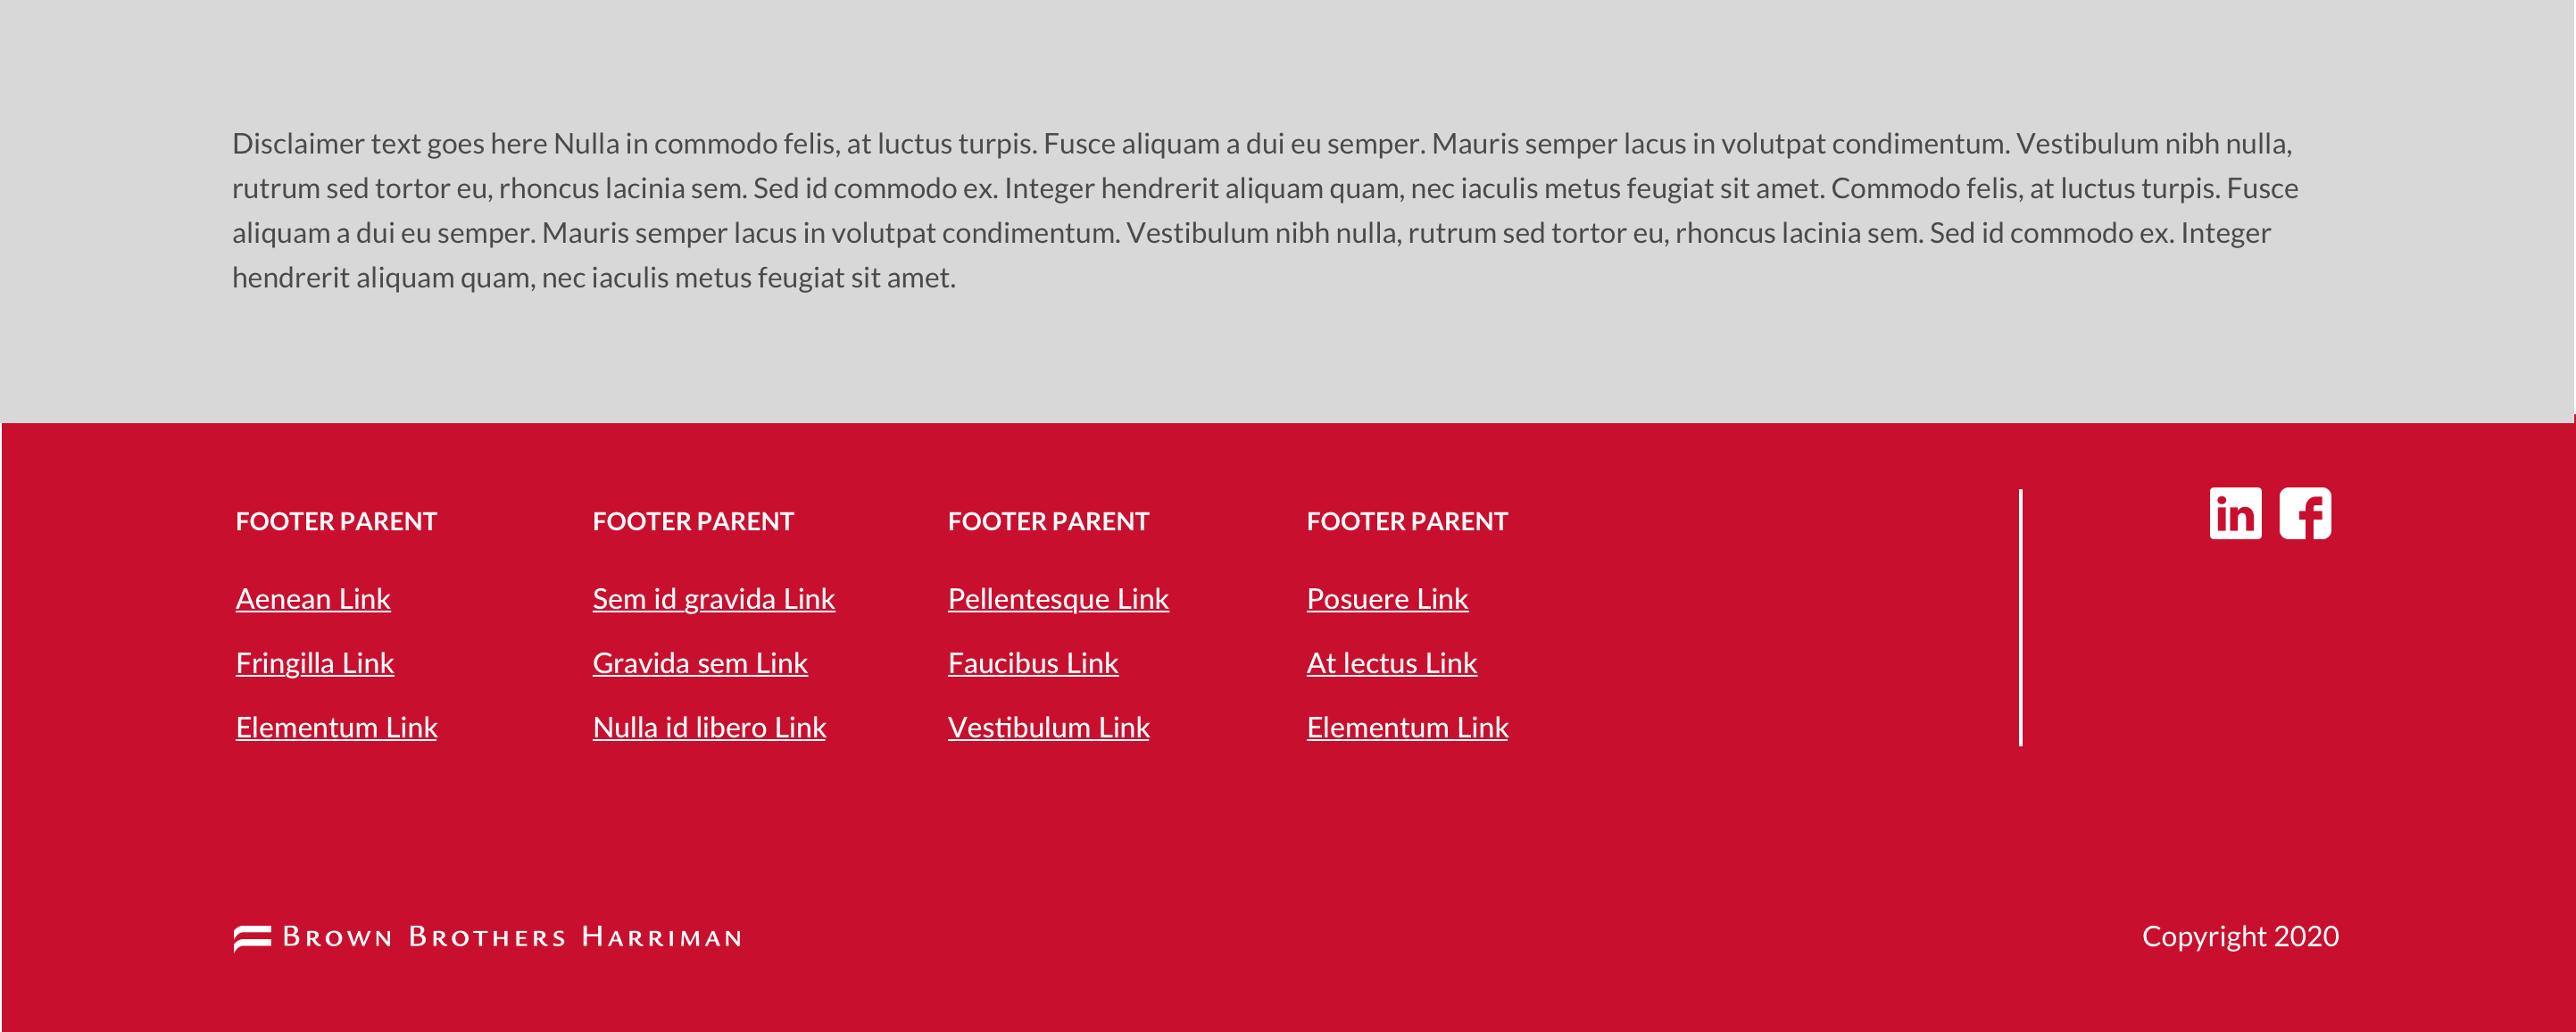 Disclaimer text goes here Nulla in commodo felis, at luctus turpis. Fusce aliquam a dui eu semper. Mauris semper lacus in volutpat condimentum. Vestibulum nibh nulla,
rutrum sed tortor eu, rhoncus lacinia sem. Sed id commodo ex. Integer hendrerit aliquam quam, nec iaculis metus feugiat sit amet. Commodo felis, at luctus turpis. Fusce
aliquam a dui eu semper. Mauris semper lacus in volutpat condimentum. Vestibulum nibh nulla, rutrum sed tortor eu, rhoncus lacinia sem. Sed id commodo ex. Integer
hendrerit aliquam quam, nec iaculis metus feugiat sit amet.
FOOTER PARENT
Aenean Link
Fringilla Link
Elementum Link
FOOTER PARENT
Sem id gravida Link
Gravida sem Link
Nulla id libero Link
FOOTER PARENT
Pellentesque Link
Faucibus Link
Vestibulum Link
FOOTER PARENT
Posuere Link
At lectus Link
Elementum Link
in f
BROWN BROTHERS HARRIMAN
Copyright 2020